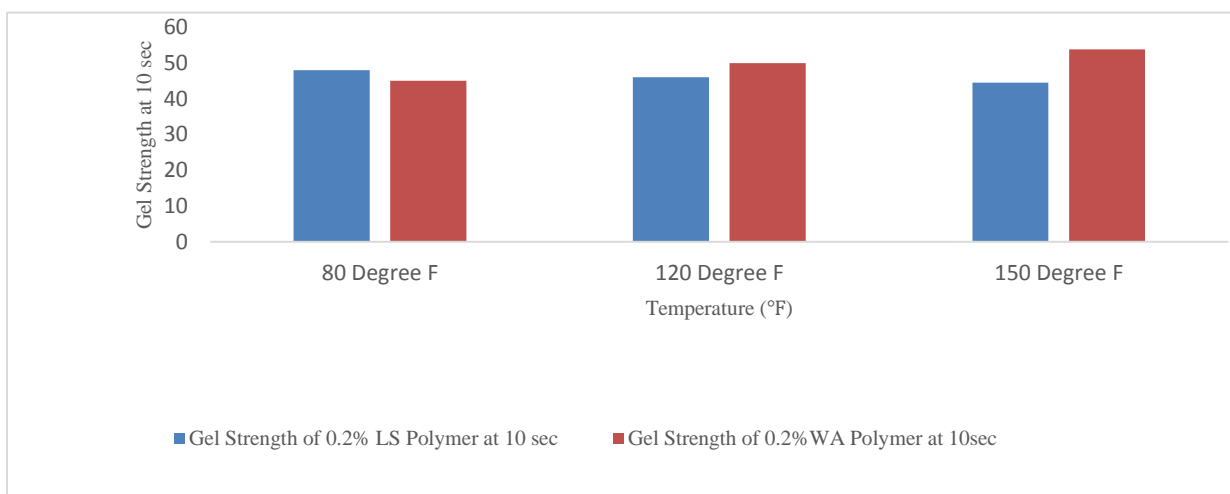 Gel Strength at 10 sec
60
50
40
30
20
10
0
80 Degree F 120 Degree F 150 Degree F
Temperature (°F)
Gel Strength of 0.2% LS Polymer at 10 sec Gel Strength of 0.2%WA Polymer at 10sec